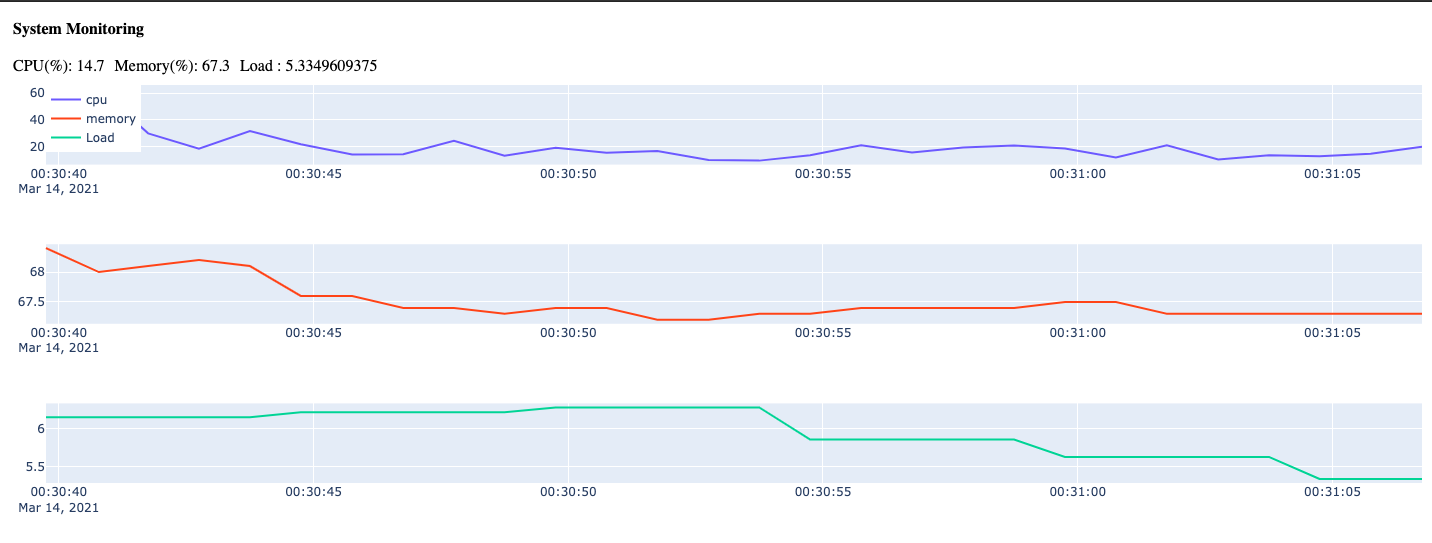 System Monitoring
CPU(%): 14.7 Memory(%): 67.3 Load : 5.3349609375
60
40
20
cpu
memory
Load
00:30:40 00:30:45 00:30:50 00:30:55 00:31:00 00:31:05
Mar 14, 2021
68
67.5
00:30:40 00:30:45 00:30:50 00:30:55 00:31:00 00:31:05
Mar 14, 2021
6
5.5
00:30:40 00:30:45 00:30:50 00:30:55 00:31:00 00:31:05
Mar 14, 2021